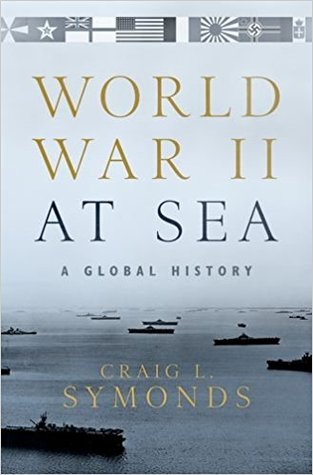 WORLD
WAR II
AT SEA
A GLOBAL HISTORY
CRAIG L.
SYMONDS